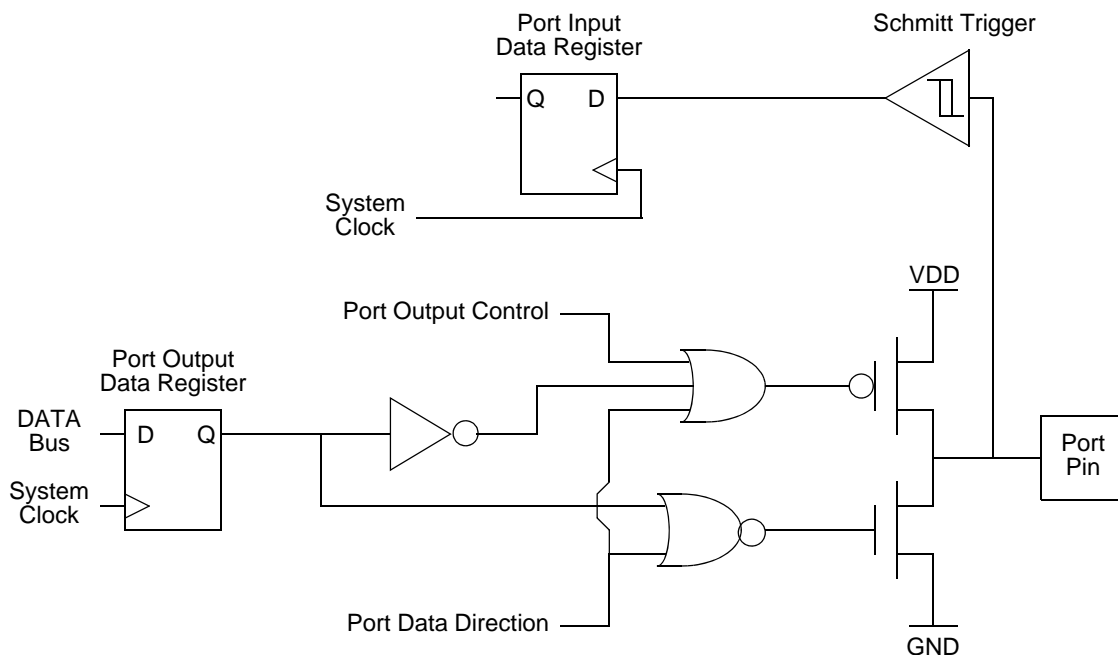 Port Input
Data Register
Schmitt Trigger
Q D
System
Clock
VDD
Port Output Control
Port Output
Data Register
DATA
Bus
D Q
System
Clock
Port
Pin
Port Data Direction
GND